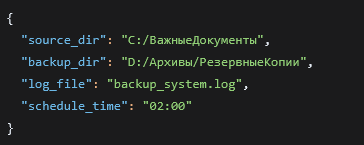 {
"source_dir": "C:/ВажныеДокументы",
"backup_dir": "D:/Архивы/РезервныеКопии",
"log_file": "backup_system.log",
"schedule_time": "02:00"
}